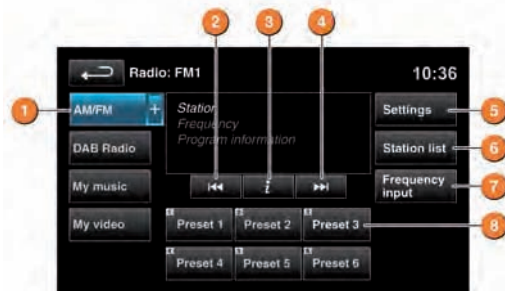 2 3 4
Radio: FM1 10:36
1 AM/FM + Station Settings 5
Frequency
DAB Radio Program information Station list 6
My music i Frequency input 7
My video Preset 1 Preset 2 Preset 3 8
Preset 4 Preset 5 Preset 6